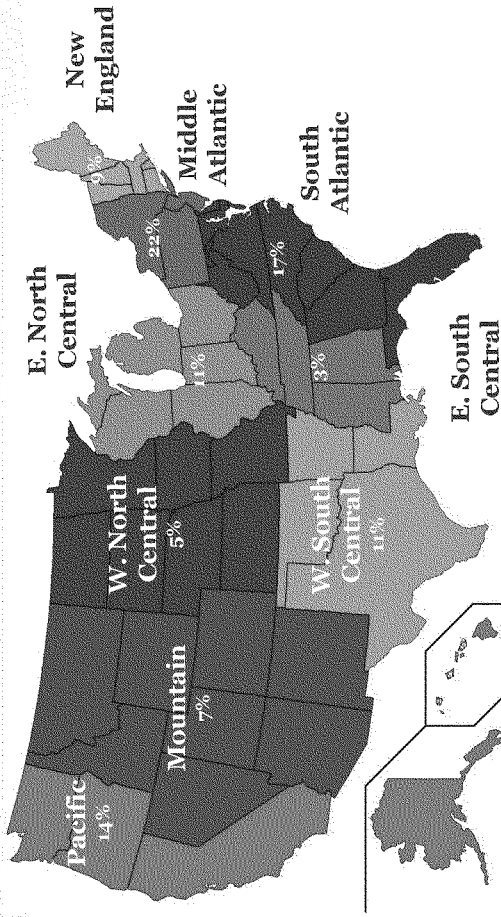 Pacific
14%
Mountain
7%
W. North
Central
5%
W. South
Central
11%
E. North
Central
11%
E. South
Central
3%
South
Atlantic
17%
Middle
Atlantic
22%
New
England
9%